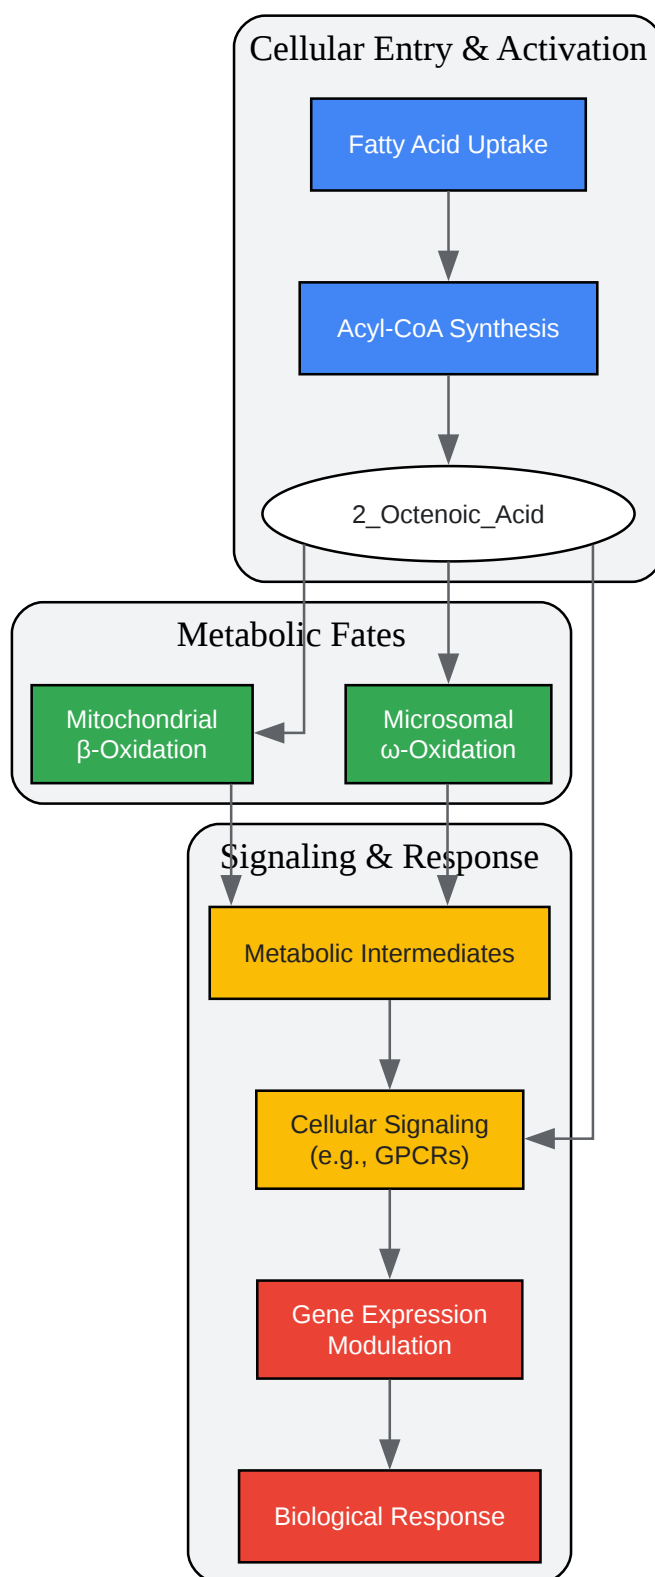 Cellular Entry & Activation
Fatty Acid Uptake
Acyl-CoA Synthesis
2_Octenoic_Acid
Metabolic Fates
Mitochondrial
β-Oxidation
Microsomal
ω-Oxidation
Signaling & Response
Metabolic Intermediates
Cellular Signaling
(e.g., GPCRs)
Gene Expression
Modulation
Biological Response